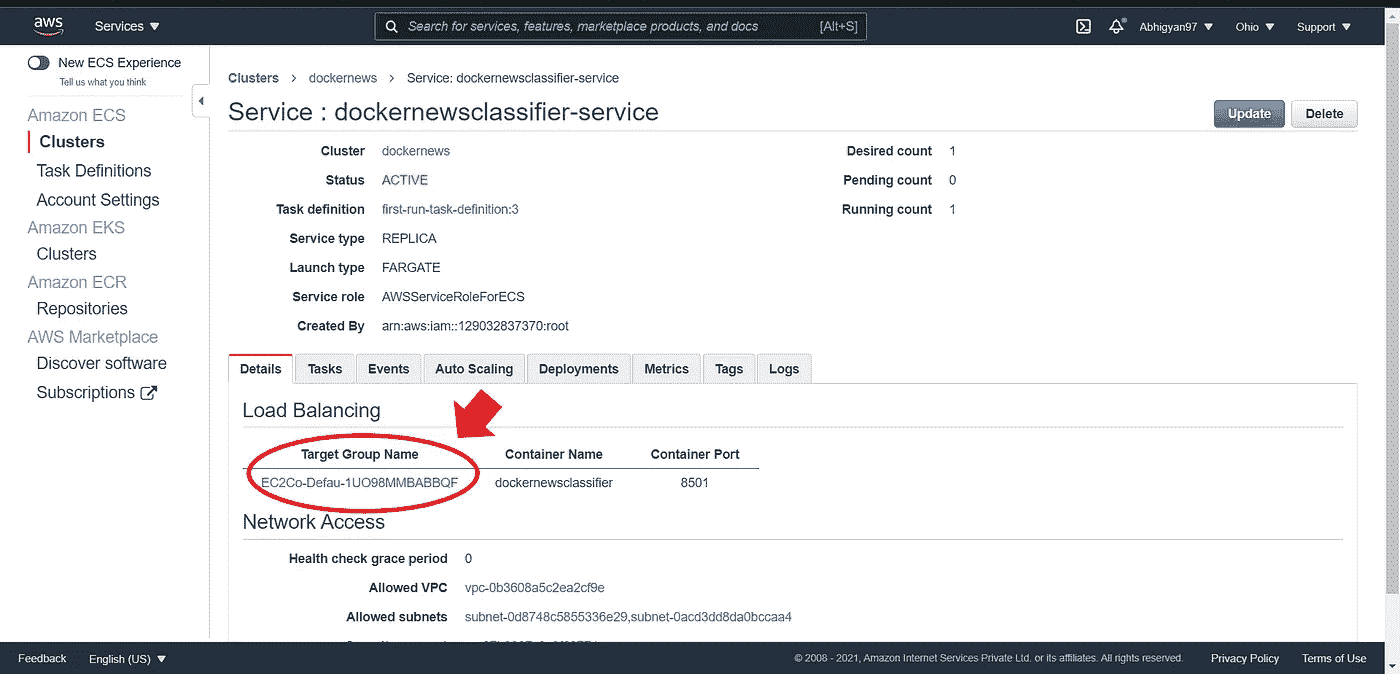 aws Services Search for services, features, marketplace products, and docs [Alt+S] Abhigyan97 Ohio Support
New ECS Experience
Tell us what you think
Amazon ECS
Clusters
Task Definitions
Account Settings
Amazon EKS
Clusters
Amazon ECR
Repositories
AWS Marketplace
Discover software
Subscriptions
Clusters > dockernews > Service: dockernewsclassifier-service
Service : dockernewsclassifier-service
Update Delete
Cluster dockernews
Status ACTIVE
Task definition first-run-task-definition:3
Service type REPLICA
Launch type FARGATE
Service role AWSServiceRoleForECS
Created By arn:aws:iam::129032837370:root
Desired count 1
Pending count 0
Running count 1
Details Tasks Events Auto Scaling Deployments Metrics Tags Logs
Load Balancing
Target Group Name Container Name Container Port
EC2Co-Defau-1UO98MMBABBQF dockernewsclassifier 8501
Network Access
Health check grace period 0
Allowed VPC vpc-0b3608a5c2ea2cf9e
Allowed subnets subnet-0d8748c5855336e29,subnet-0acd3dd8da0bccaa4
Feedback English (US) © 2008 - 2021, Amazon Internet Services Private Ltd. or its affiliates. All rights reserved. Privacy Policy Terms of Use